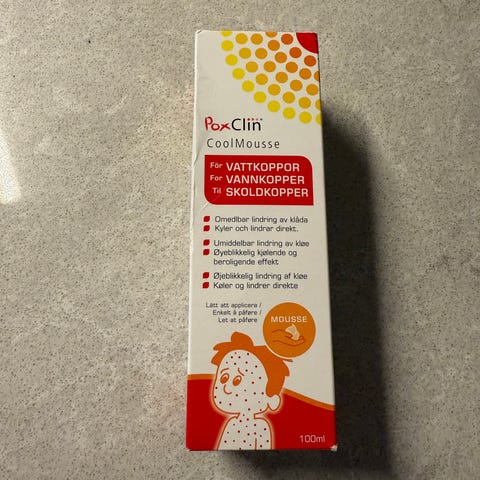 PoxClin
CoolMousse
För VATTKOPPOR
For VANNKOPPER
Til SKOLDKOPPER
Omedlbar lindring av klåda
Kyler och lindrar direkt.
Umiddelbar lindring av kløe
Øyeblikkelig kjølende og
beroligende effekt
Øjeblikkelig lindring af kløe
Køler og lindrer direkte
Lätt att applicera /
Enkelt å påføre /
Let at påføre
MOUSSE
100ml